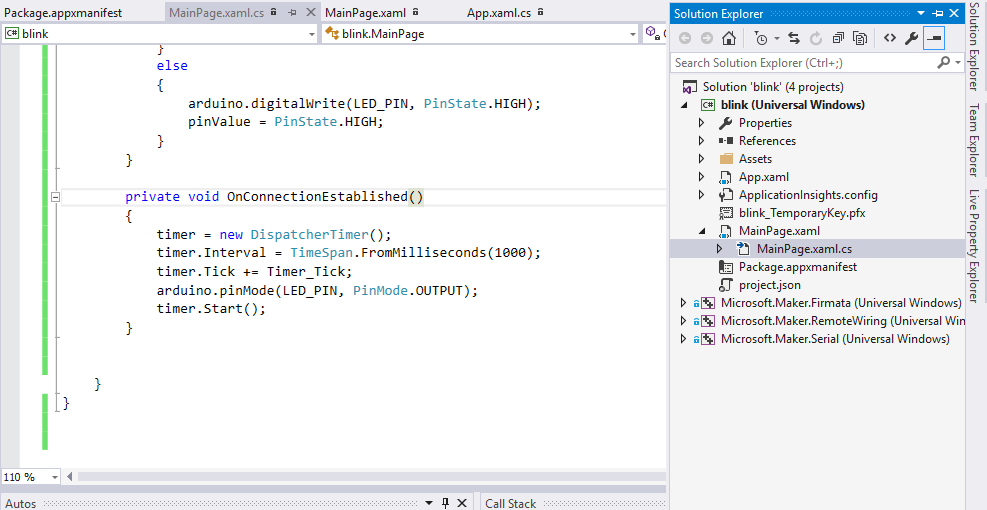 Package.appxmanifest MainPage.xaml.cs MainPage.xaml App.xaml.cs
C# blink blink.MainPage
}
else
{
arduino.digitalWrite(LED_PIN, PinState.HIGH);
pinValue = PinState.HIGH;
}
}
private void OnConnectionEstablished()
{
timer = new DispatcherTimer();
timer.Interval = TimeSpan.FromMilliseconds(1000);
timer.Tick += Timer_Tick;
arduino.pinMode(LED_PIN, PinMode.OUTPUT);
timer.Start();
}
}
}
110 %
Autos
Call Stack
Solution Explorer
Search Solution Explorer (Ctrl+;)
Solution 'blink' (4 projects)
C# blink (Universal Windows)
Properties
References
Assets
App.xaml
ApplicationInsights.config
blink_TemporaryKey.pfx
MainPage.xaml
MainPage.xaml.cs
Package.appxmanifest
project.json
Microsoft.Maker.Firmata (Universal Windows)
Microsoft.Maker.RemoteWiring (Universal Win
Microsoft.Maker.Serial (Universal Windows)
Solution Explorer
Team Explorer
Live Property Explorer